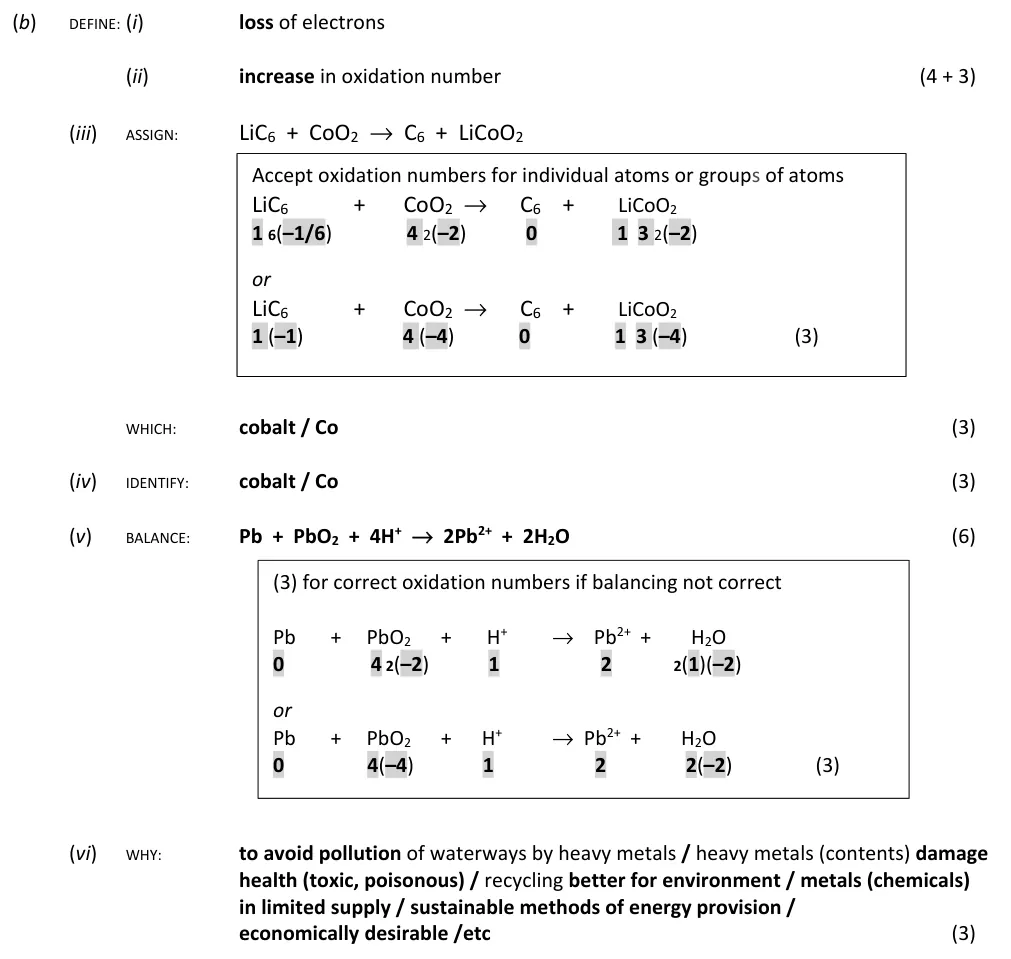 (b) DEFINE: (i) loss of electrons
(ii) increase in oxidation number (4 + 3)
(iii) ASSIGN: LiC₆ + CoO₂ → C₆ + LiCoO₂
Accept oxidation numbers for individual atoms or groups of atoms
LiC₆ + CoO₂ → C₆ + LiCoO₂
1 6(–1/6) 4 2(–2) 0 1 3 2(–2)
or
LiC₆ + CoO₂ → C₆ + LiCoO₂
1 (–1) 4 (–4) 0 1 3 (–4) (3)
WHICH: cobalt / Co (3)
(iv) IDENTIFY: cobalt / Co (3)
(v) BALANCE: Pb + PbO₂ + 4H⁺ → 2Pb²⁺ + 2H₂O (6)
(3) for correct oxidation numbers if balancing not correct
Pb + PbO₂ + H⁺ → Pb²⁺ + H₂O
0 4 2(–2) 1 2 2(1)(–2)
or
Pb + PbO₂ + H⁺ → Pb²⁺ + H₂O
0 4(–4) 1 2 2(–2) (3)
(vi) WHY: to avoid pollution of waterways by heavy metals / heavy metals (contents) damage
health (toxic, poisonous) / recycling better for environment / metals (chemicals)
in limited supply / sustainable methods of energy provision /
economically desirable /etc (3)